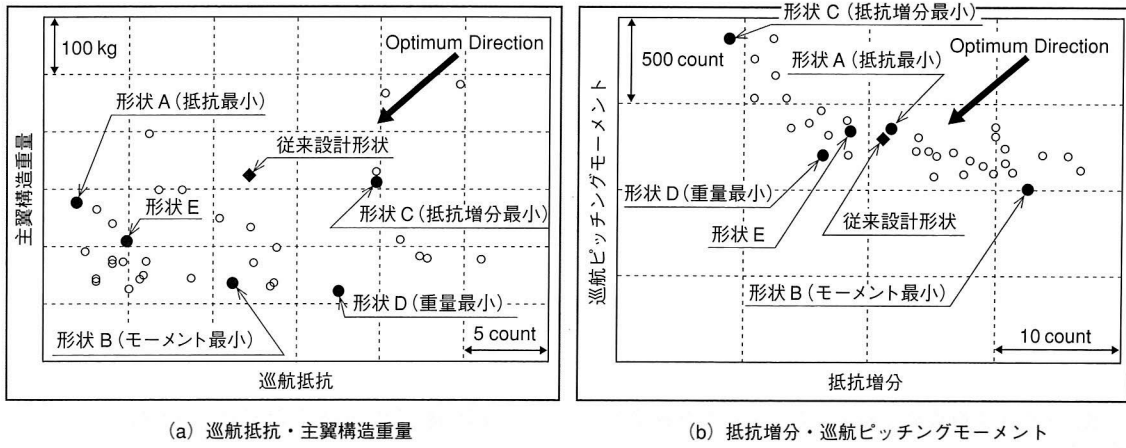 100 kg
Optimum Direction
形状 A（抵抗最小）
従来設計形状
形状 E
形状 C（抵抗増分最小）
形状 D（重量最小）
形状 B（モーメント最小）
5 count
主翼構造重量
巡航抵抗
(a) 巡航抵抗・主翼構造重量
形状 C（抵抗増分最小）
500 count
Optimum Direction
形状 A（抵抗最小）
形状 D（重量最小）
従来設計形状
形状 E
形状 B（モーメント最小）
10 count
巡航ピッチングモーメント
抵抗増分
(b) 抵抗増分・巡航ピッチングモーメント